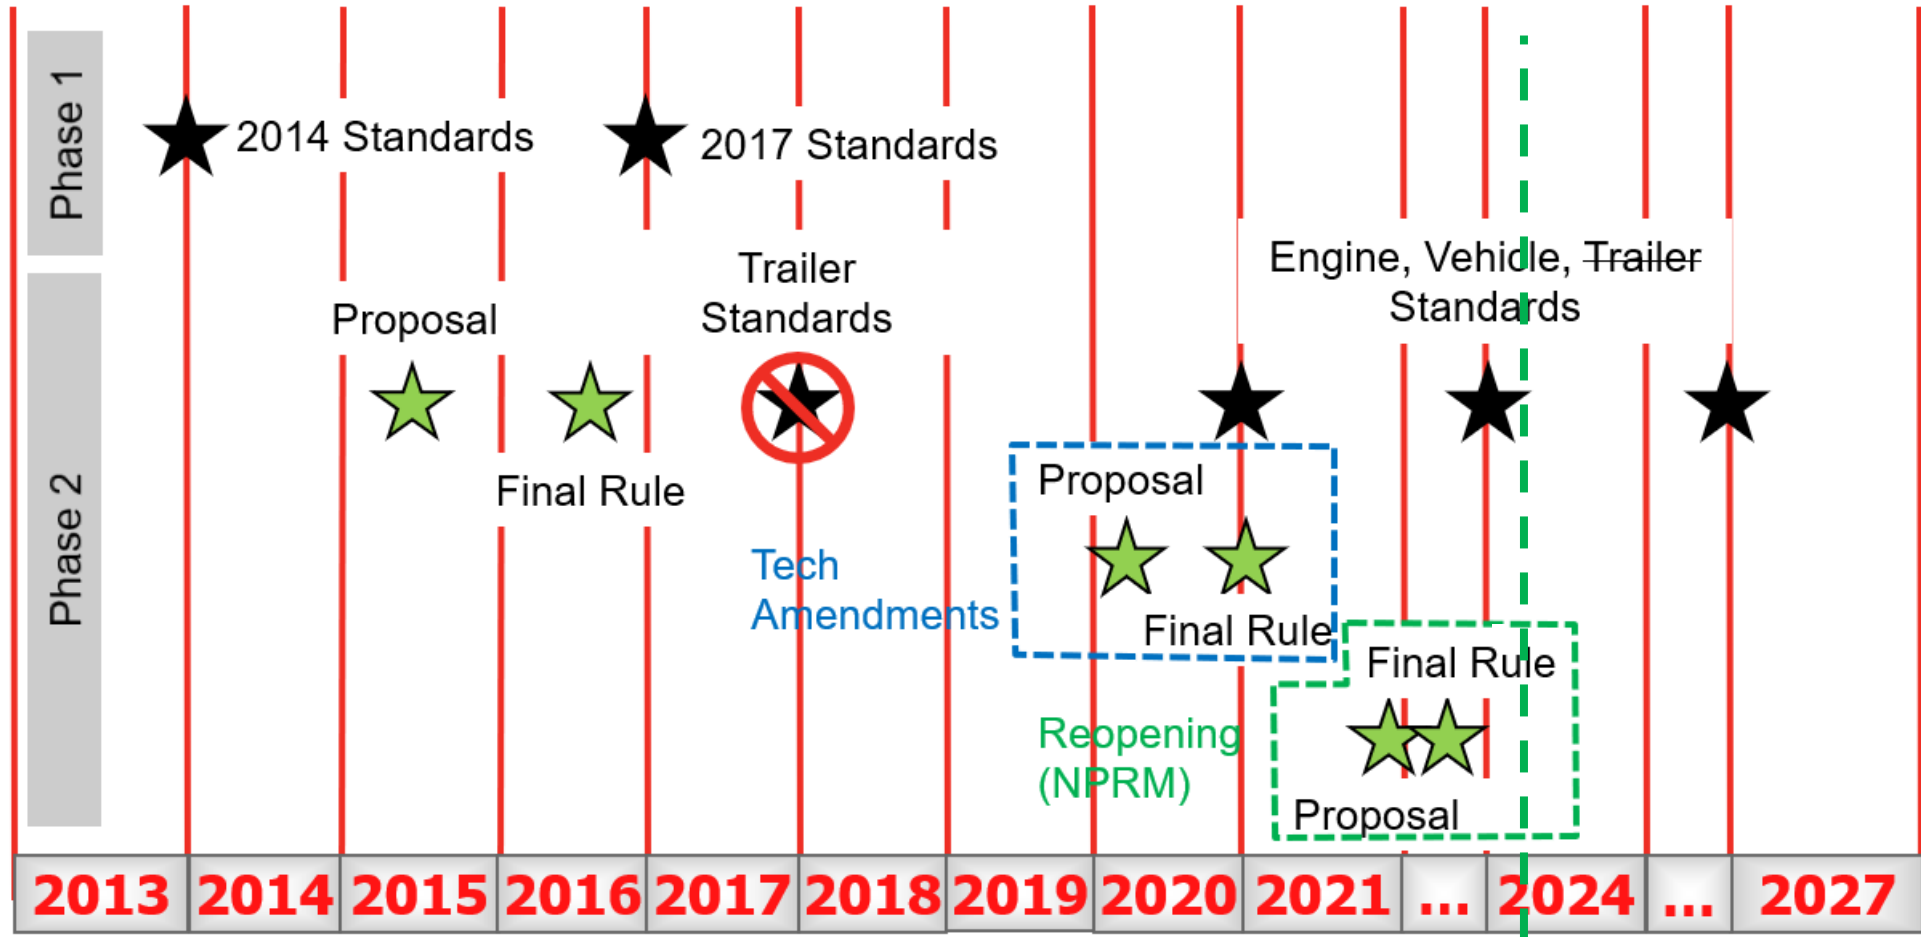 Phase 1
2014 Standards
2017 Standards
Phase 2
Proposal
Final Rule
Trailer
Standards
Engine, Vehicle, Trailer
Standards
Tech
Amendments
Proposal
Final Rule
Reopening
(NPRM)
Final Rule
Proposal
2013 2014 2015 2016 2017 2018 2019 2020 2021 ... 2024 ... 2027